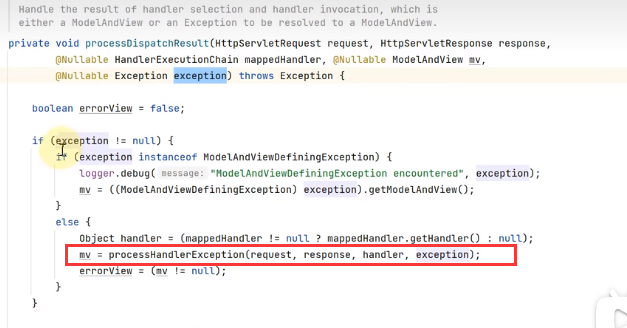 Handle the result of handler selection and handler invocation, which is
either a ModelAndView or an Exception to be resolved to a ModelAndView.
private void processDispatchResult(HttpServletRequest request, HttpServletResponse response,
@Nullable HandlerExecutionChain mappedHandler, @Nullable ModelAndView mv,
@Nullable Exception exception) throws Exception {
boolean errorView = false;
if (exception != null) {
if (exception instanceof ModelAndViewDefiningException) {
logger.debug( message: "ModelAndViewDefiningException encountered", exception);
mv = ((ModelAndViewDefiningException) exception).getModelAndView();
}
else {
Object handler = (mappedHandler != null ? mappedHandler.getHandler() : null);
mv = processHandlerException(request, response, handler, exception);
errorView = (mv != null);
}
}